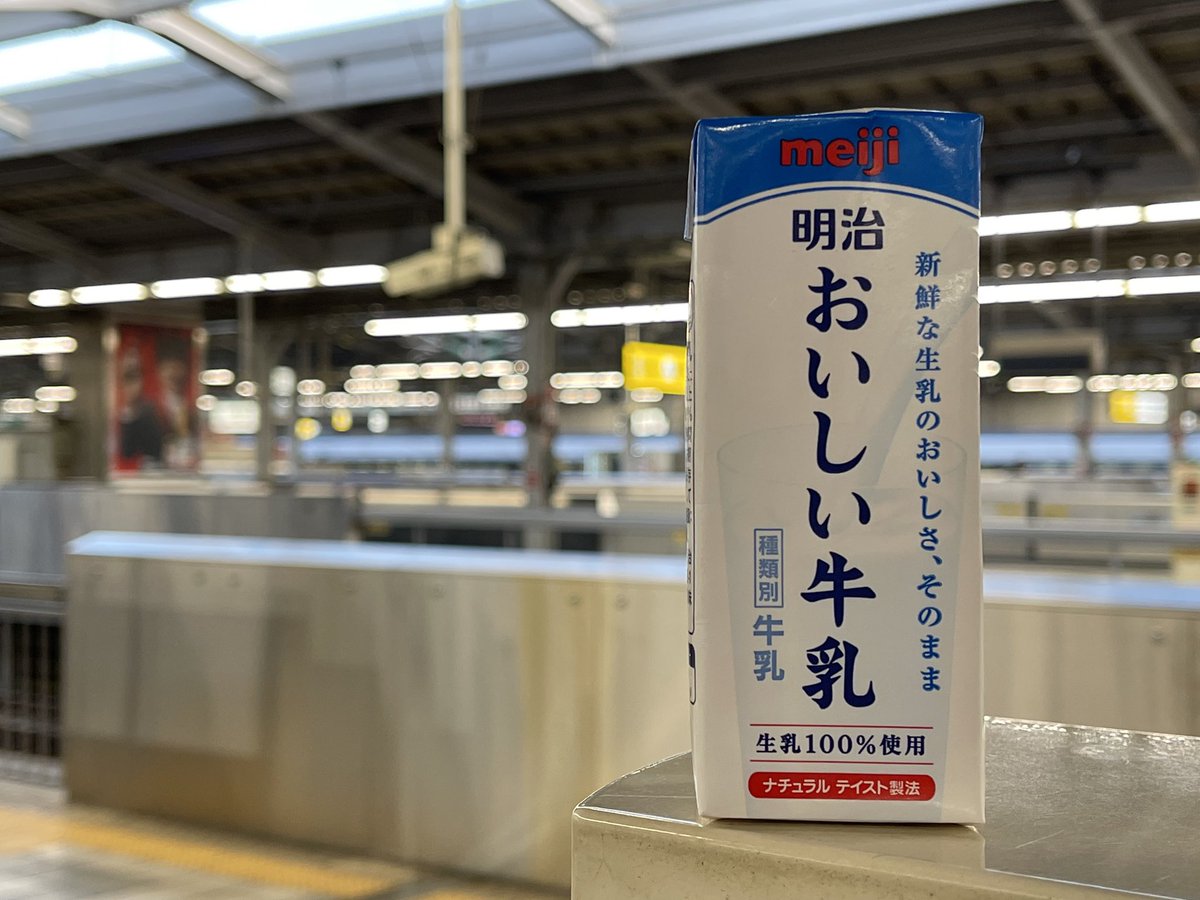 meiji
明治
おいしい牛乳
新鮮な生乳のおいしさ、そのまま
種類別
牛乳
生乳100%使用
ナチュラル テイスト製法